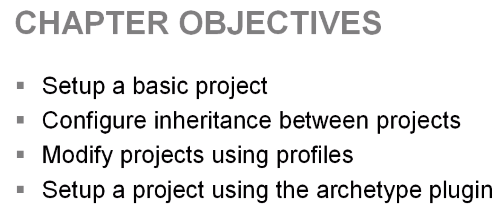 CHAPTER OBJECTIVES
▪ Setup a basic project
▪ Configure inheritance between projects
▪ Modify projects using profiles
▪ Setup a project using the archetype plugin